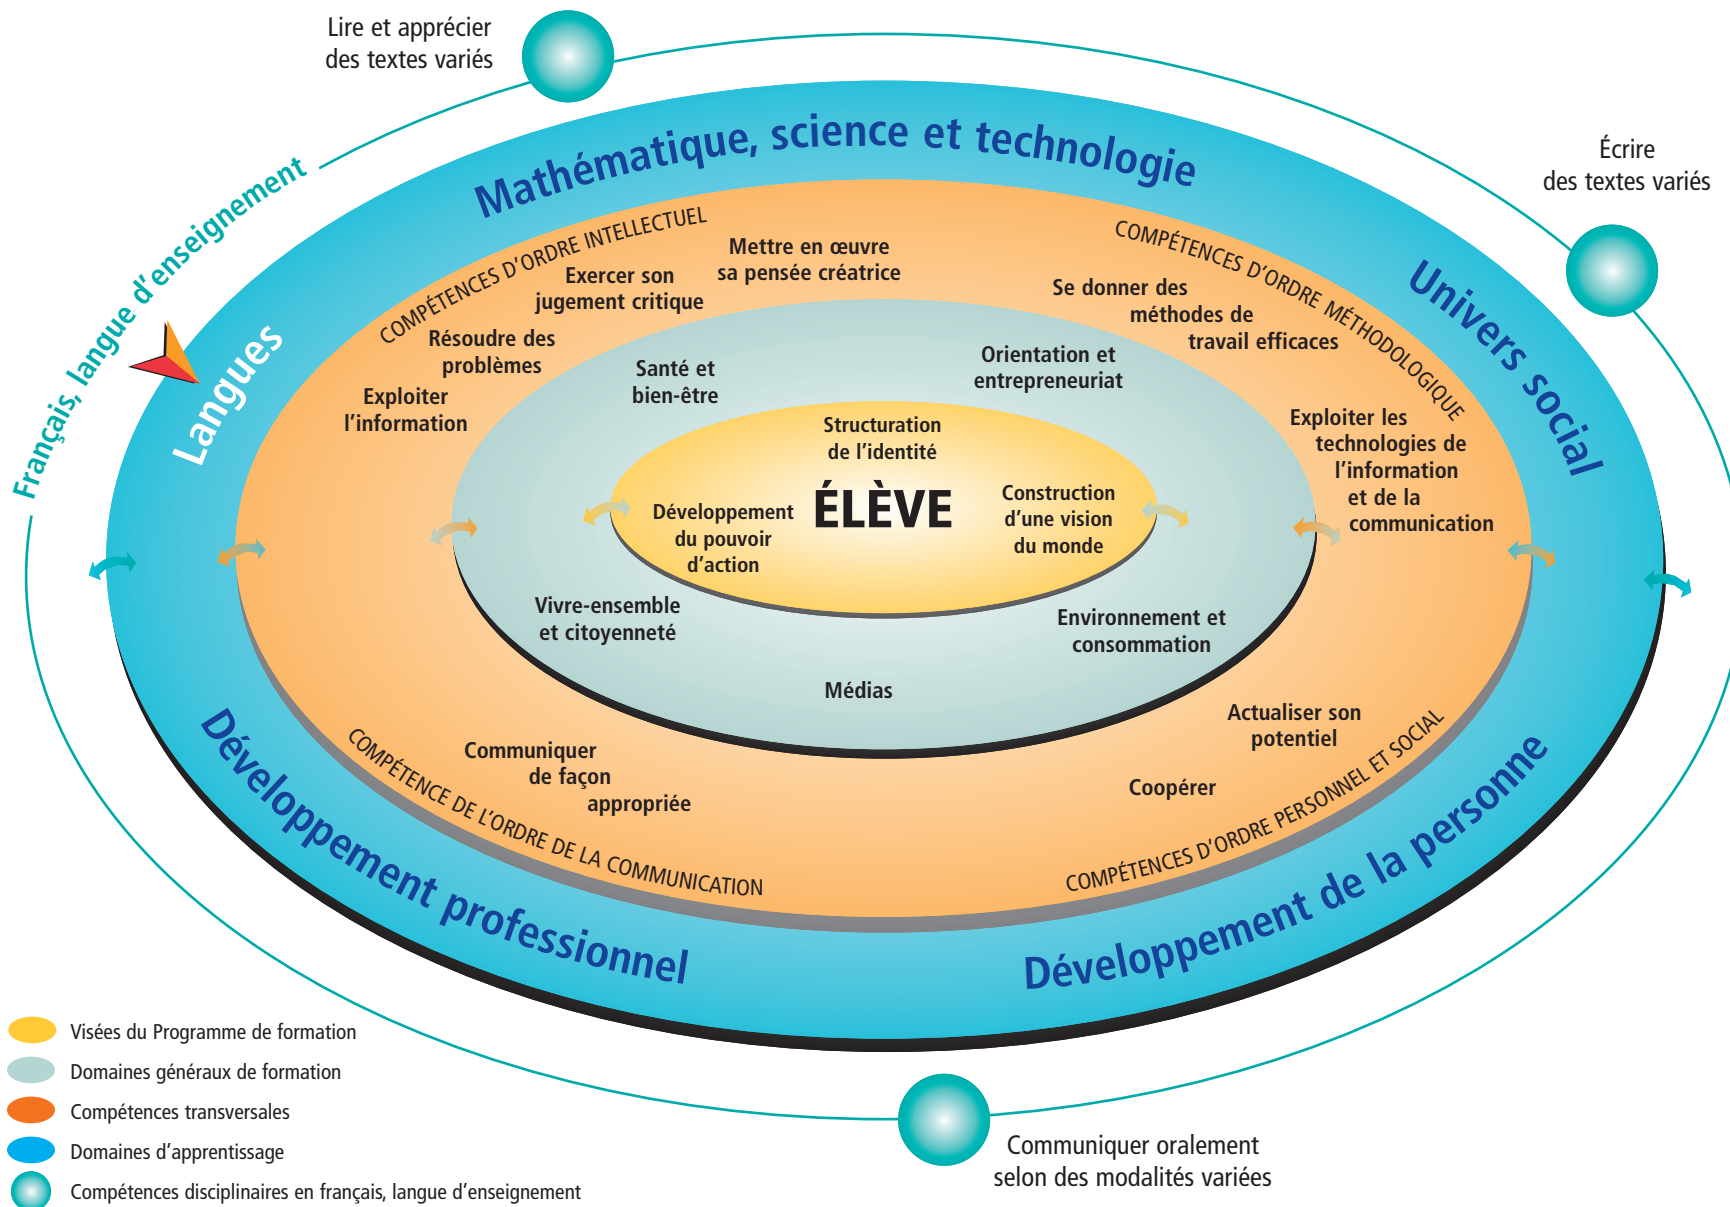 Lire et apprécier
des textes variés
Écrire
des textes variés
Français, langue d'enseignement
Mathématique, science et technologie
Univers social
Langues
COMPÉTENCES D'ORDRE INTELLECTUEL
COMPÉTENCES D'ORDRE MÉTHODOLOGIQUE
Mettre en œuvre
sa pensée créatrice
Exercer son
jugement critique
Résoudre des
problèmes
Exploiter
l'information
Se donner des
méthodes de
travail efficaces
Exploiter les
technologies de
l'information
et de la
communication
Santé et
bien-être
Orientation et
entrepreneuriat
Structuration
de l'identité
ÉLÈVE
Développement
du pouvoir
d'action
Construction
d'une vision
du monde
Vivre-ensemble
et citoyenneté
Environnement et
consommation
Médias
Communiquer
de façon
appropriée
Actualiser son
potentiel
Coopérer
COMPÉTENCE DE L'ORDRE DE LA COMMUNICATION
COMPÉTENCES D'ORDRE PERSONNEL ET SOCIAL
Développement professionnel
Développement de la personne
Visées du Programme de formation
Domaines généraux de formation
Compétences transversales
Domaines d'apprentissage
Compétences disciplinaires en français, langue d'enseignement
Communiquer oralement
selon des modalités variées